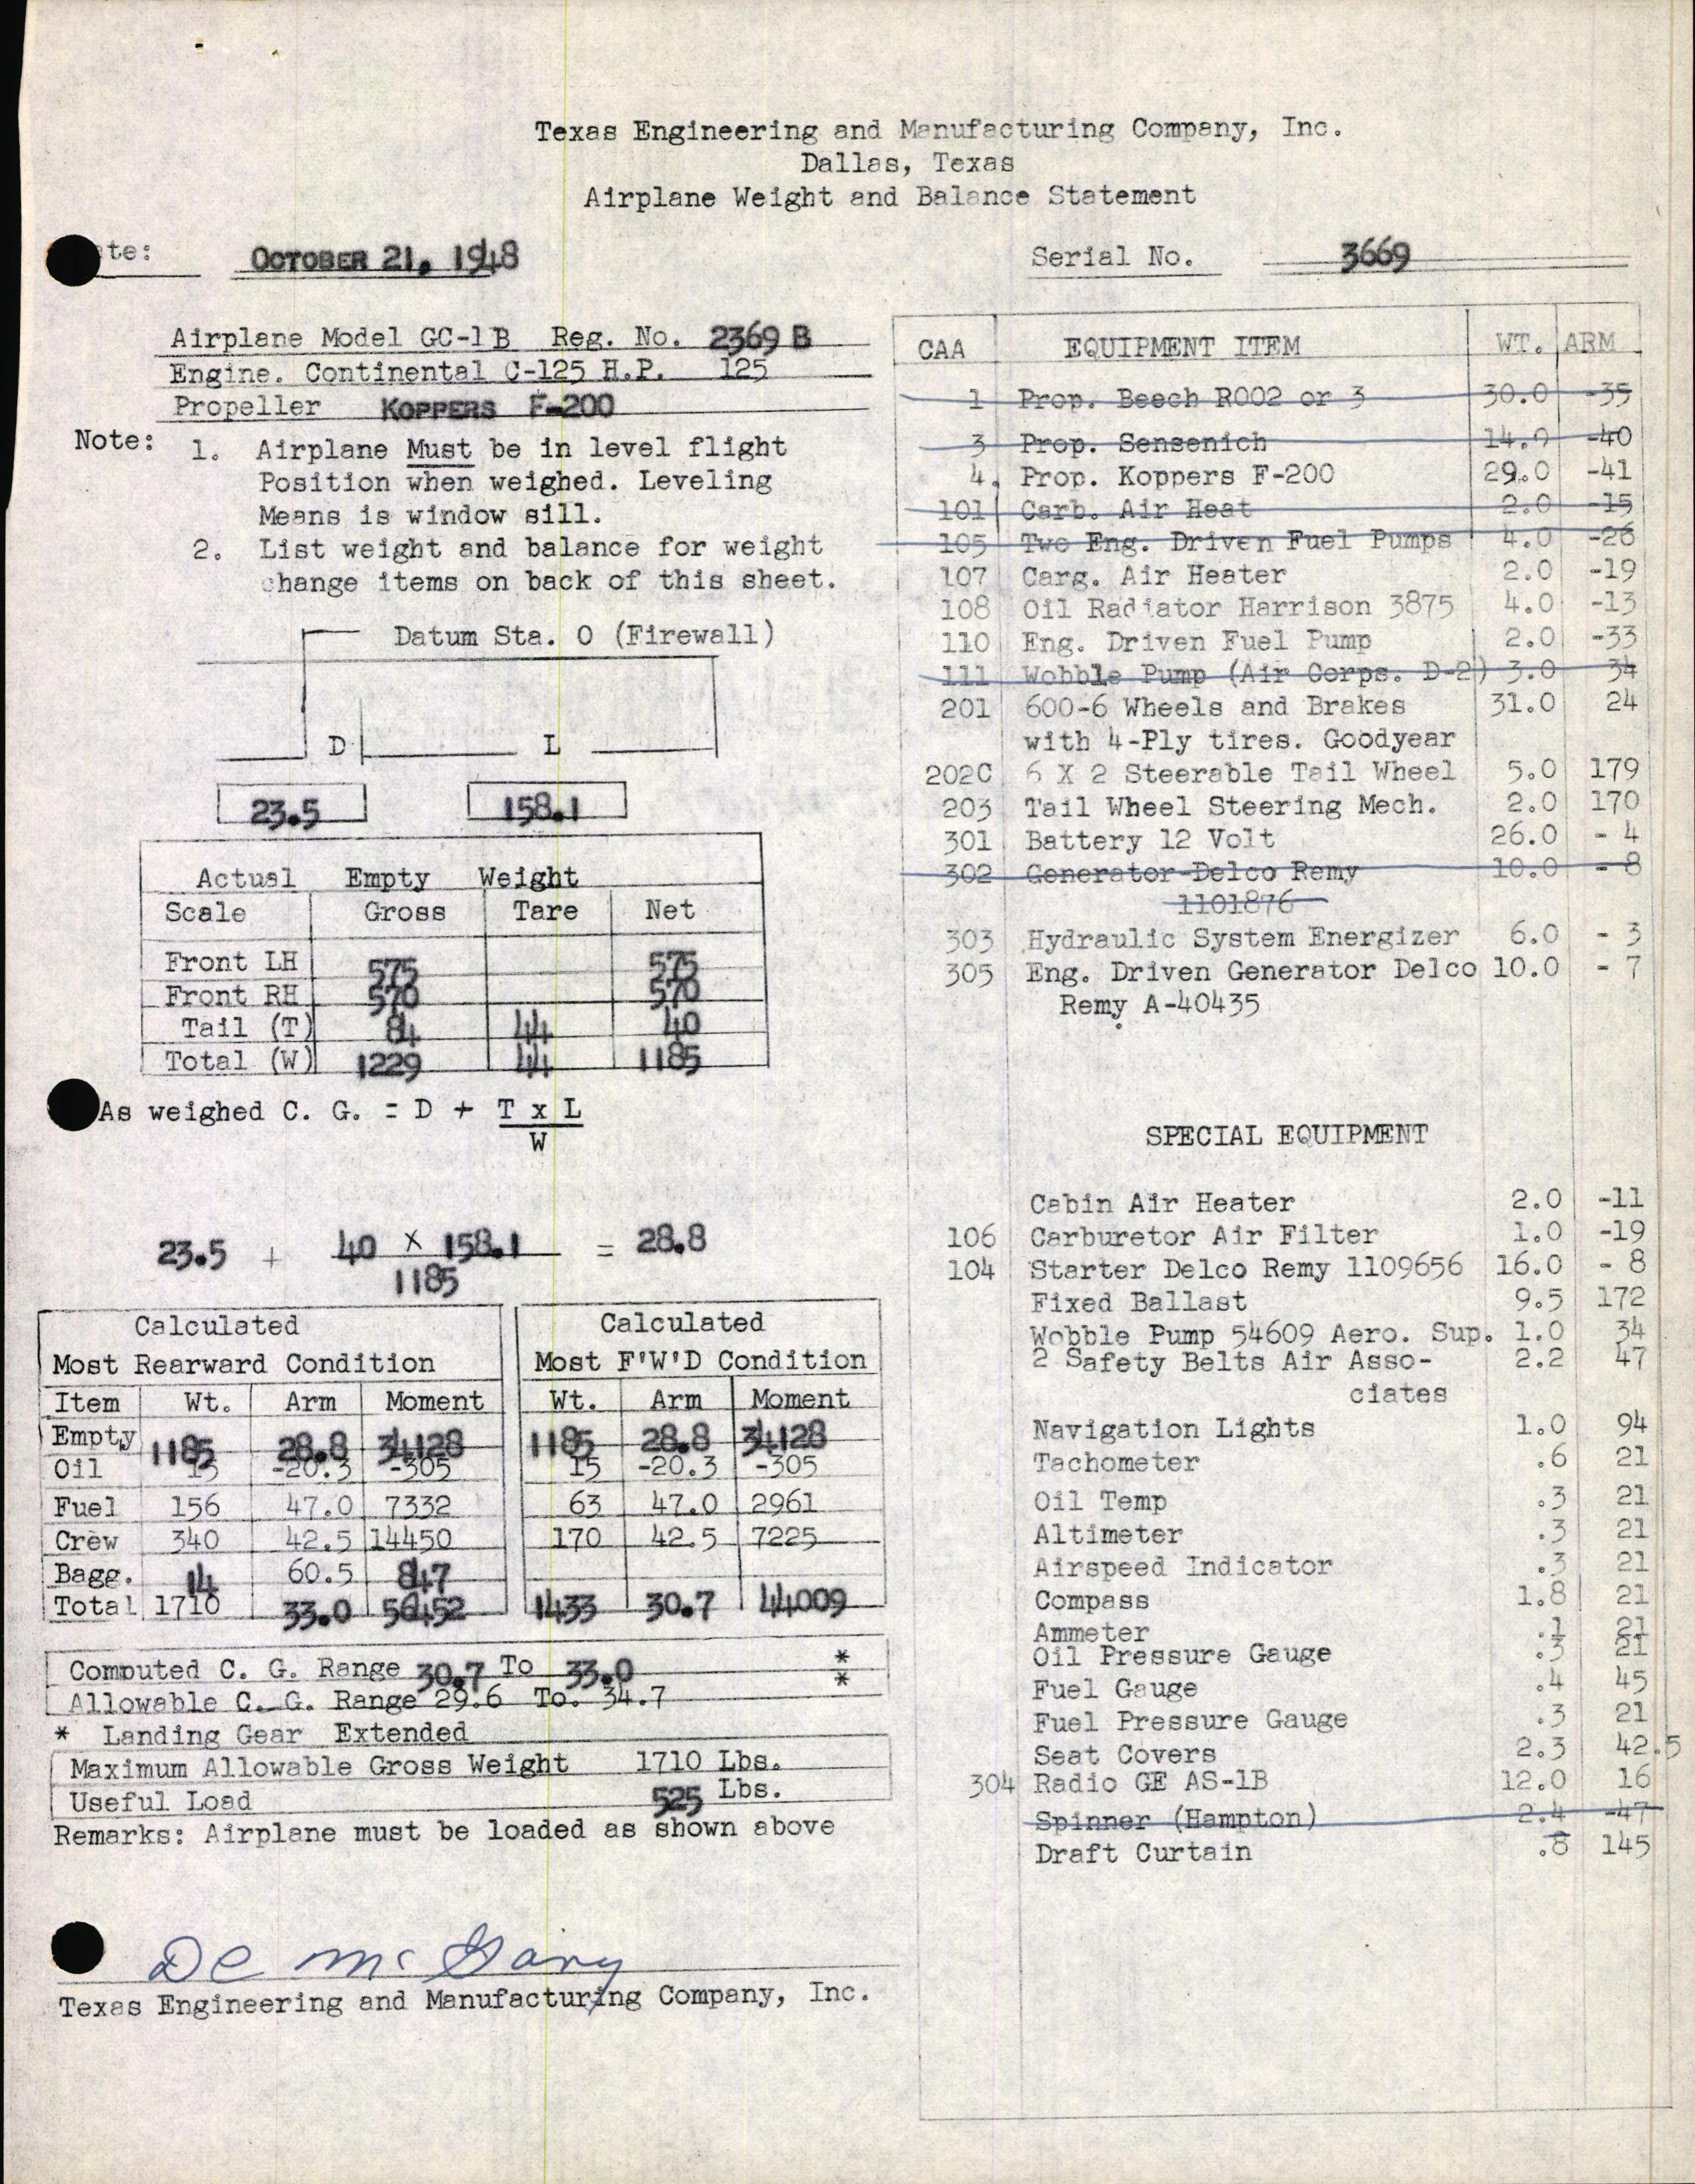 Texas Engineering and Manufacturing Company, Inc.
Dallas, Texas
Airplane Weight and Balance Statement
te: OCTOBER 21, 1948
Serial No. 3669
Airplane Model GC-1B Reg. No. 2369 B
Engine. Continental C-125 H.P. 125
Propeller KOPPERS F-200
Note: 1. Airplane Must be in level flight
Position when weighed. Leveling
Means is window sill.
2. List weight and balance for weight
change items on back of this sheet.
Datum Sta. 0 (Firewall)
D L
23.5 158.1
Actual Empty Weight
Scale Gross Tare Net
Front LH 575 575
Front RH 570 570
Tail (T) 84 44 40
Total (W) 1229 44 1185
As weighed C. G. = D + T x L
W
23.5 + 40 X 158.1 = 28.8
1185
Calculated
Most Rearward Condition
Item Wt. Arm Moment
Empty 1185 28.8 34128
Oil 15 -20.3 -305
Fuel 156 47.0 7332
Crew 340 42.5 14450
Bagg. 14 60.5 847
Total 1710 33.0 56452
Calculated
Most F'W'D Condition
Wt. Arm Moment
1185 28.8 34128
15 -20.3 -305
63 47.0 2961
170 42.5 7225
1433 30.7 44009
Computed C. G. Range 30.7 To 33.0 *
Allowable C. G. Range 29.6 To. 34.7 *
* Landing Gear Extended
Maximum Allowable Gross Weight 1710 Lbs.
Useful Load 525 Lbs.
Remarks: Airplane must be loaded as shown above
De McGary
Texas Engineering and Manufacturing Company, Inc.
CAA EQUIPMENT ITEM WT. ARM
1 Prop. Beech R002 or 3 30.0 -35
3 Prop. Sensenich 14.0 -40
4. Prop. Koppers F-200 29.0 -41
101 Carb. Air Heat 2.0 -15
105 Two Eng. Driven Fuel Pumps 4.0 -26
107 Carg. Air Heater 2.0 -19
108 Oil Radiator Harrison 3875 4.0 -13
110 Eng. Driven Fuel Pump 2.0 -33
111 Wobble Pump (Air Corps. D-2) 3.0 34
201 600-6 Wheels and Brakes 31.0 24
with 4-Ply tires. Goodyear
202C 6 X 2 Steerable Tail Wheel 5.0 179
203 Tail Wheel Steering Mech. 2.0 170
301 Battery 12 Volt 26.0 - 4
302 Generator-Delco Remy 10.0 - 8
1101876
303 Hydraulic System Energizer 6.0 - 3
305 Eng. Driven Generator Delco 10.0 - 7
Remy A-40435
SPECIAL EQUIPMENT
Cabin Air Heater 2.0 -11
106 Carburetor Air Filter 1.0 -19
104 Starter Delco Remy 1109656 16.0 - 8
Fixed Ballast 9.5 172
Wobble Pump 54609 Aero. Sup. 1.0 34
2 Safety Belts Air Asso- 2.2 47
ciates
Navigation Lights 1.0 94
Tachometer .6 21
Oil Temp .3 21
Altimeter .3 21
Airspeed Indicator .3 21
Compass 1.8 21
Ammeter .1 21
Oil Pressure Gauge .3 21
Fuel Gauge .4 45
Fuel Pressure Gauge .3 21
Seat Covers 2.3 42.5
304 Radio GE AS-1B 12.0 16
Spinner (Hampton) 2.4 -47
Draft Curtain .8 145